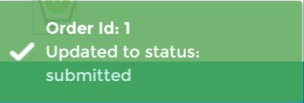 Order Id: 1
Updated to status:
submitted